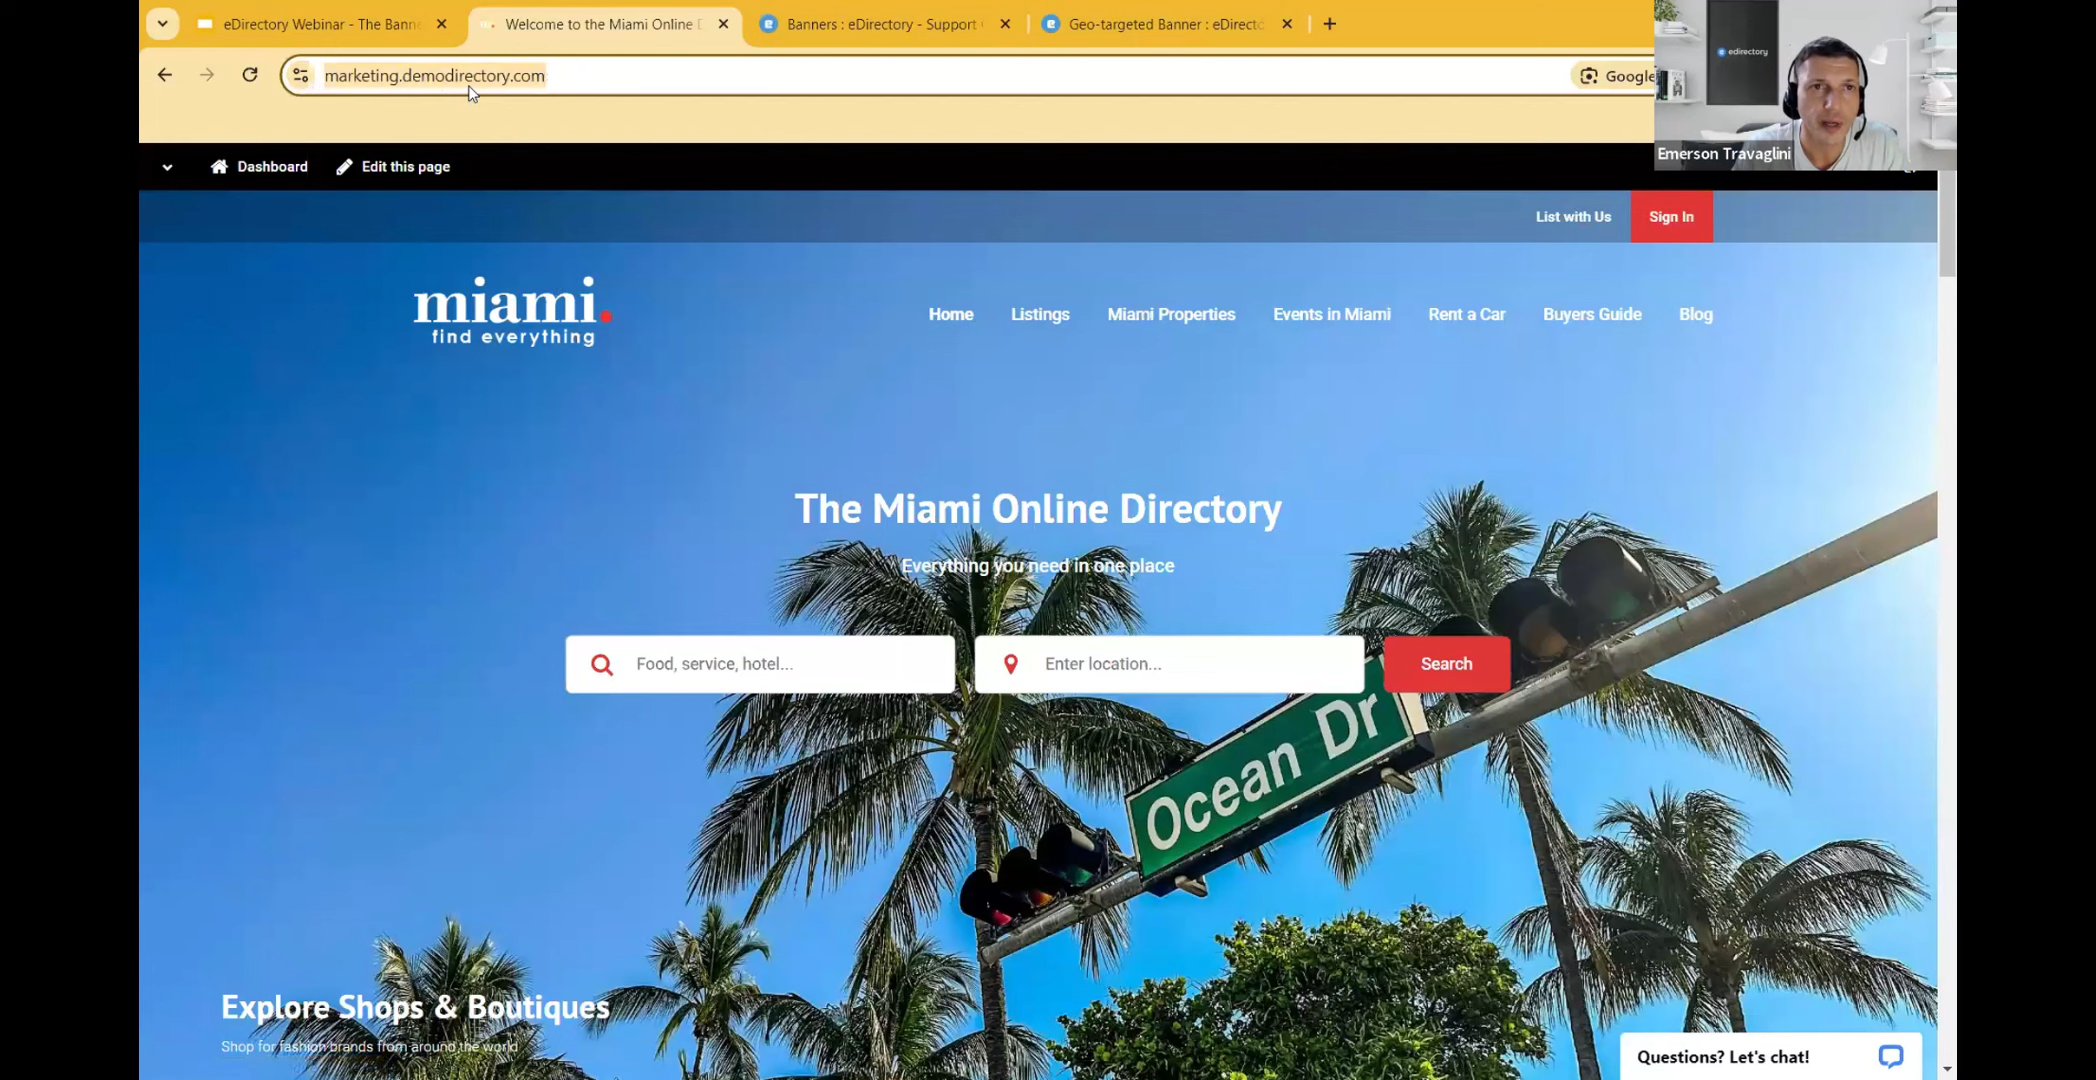 eDirectory Webinar - The Bann
Welcome to the Miami Online D
Banners : eDirectory - Support
Geo-targeted Banner : eDirecto
marketing.demodirectory.com
Google
edirectory
Emerson Travaglini
Dashboard
Edit this page
List with Us
Sign In
miami.
find everything
Home
Listings
Miami Properties
Events in Miami
Rent a Car
Buyers Guide
Blog
The Miami Online Directory
Everything you need in one place
Food, service, hotel...
Enter location...
Search
Ocean Dr
Explore Shops & Boutiques
Shop for fashion brands from around the world
Questions? Let's chat!